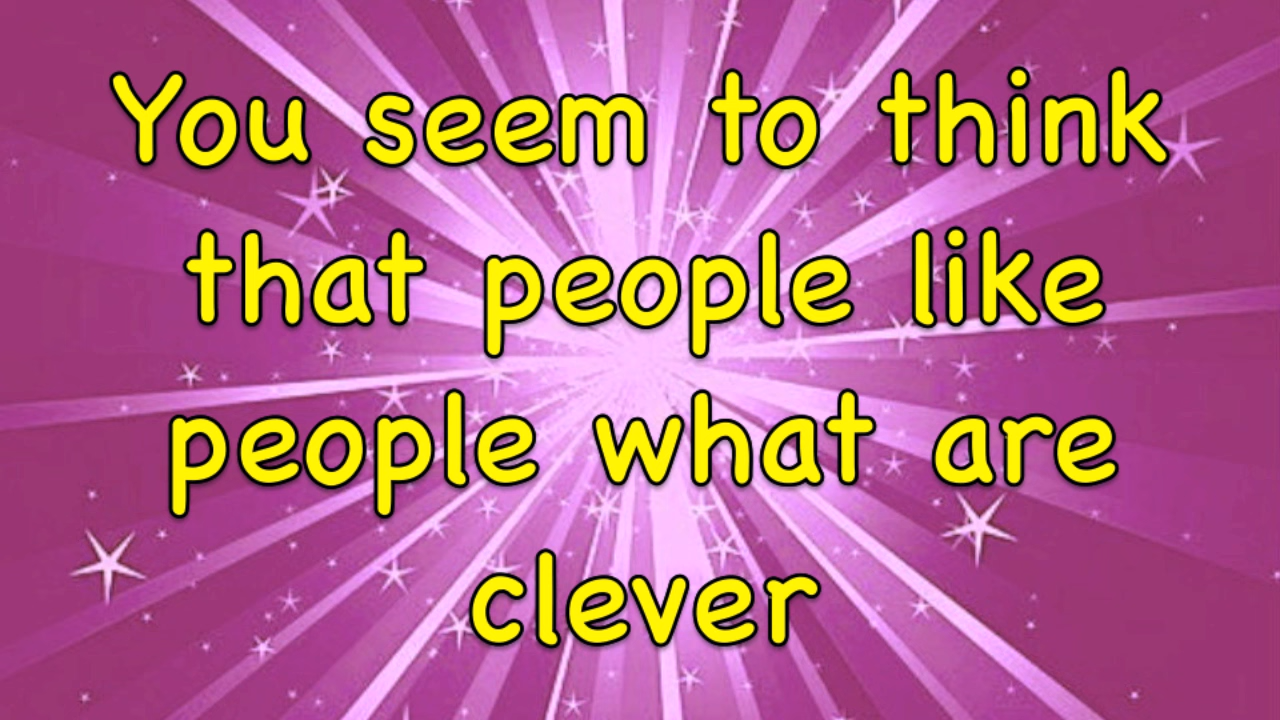 You seem to think
that people like
people what are
clever